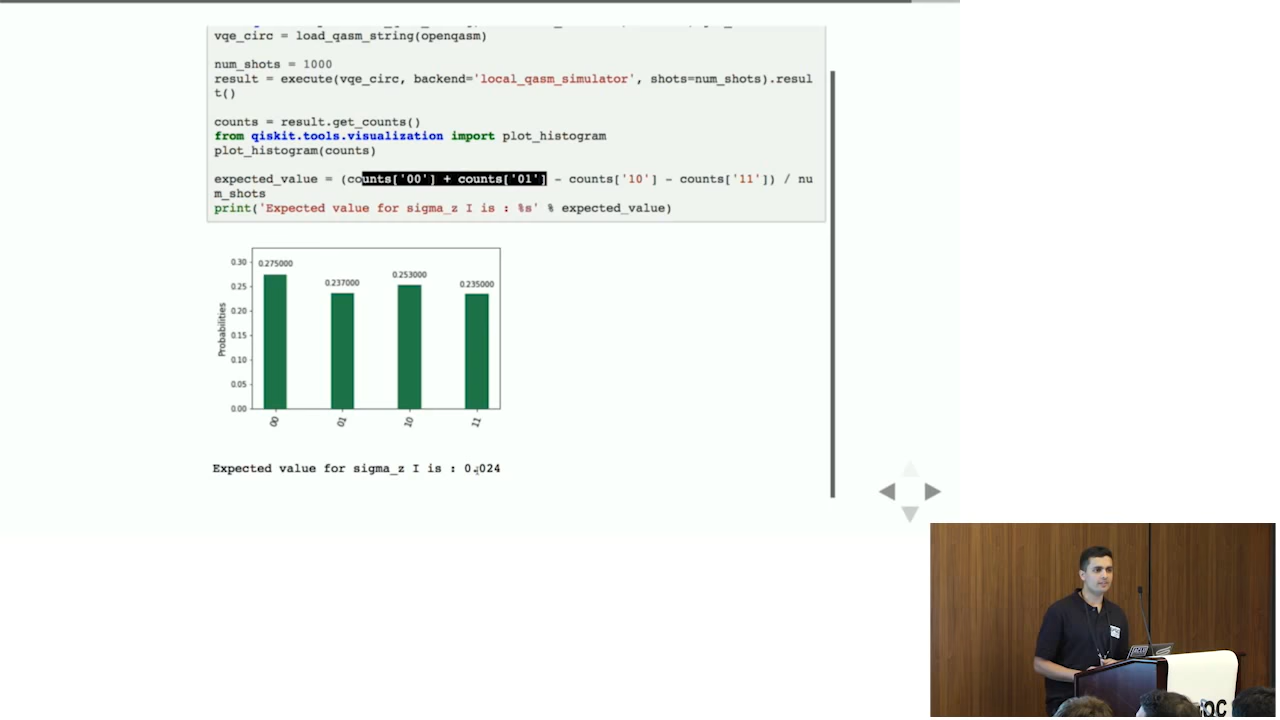 vqe_circ = load_qasm_string(openqasm)
num_shots = 1000
result = execute(vqe_circ, backend='local_qasm_simulator', shots=num_shots).resul
t()
counts = result.get_counts()
from qiskit.tools.visualization import plot_histogram
plot_histogram(counts)
expected_value = (counts['00'] + counts['01'] - counts['10'] - counts['11']) / nu
m_shots
print('Expected value for sigma_z I is : %s' % expected_value)
0.30
0.25
0.20
0.15
0.10
0.05
0.00
Probabilities
0.275000
0.237000
0.253000
0.235000
00
01
10
11
Expected value for sigma_z I is : 0.024
ACLU